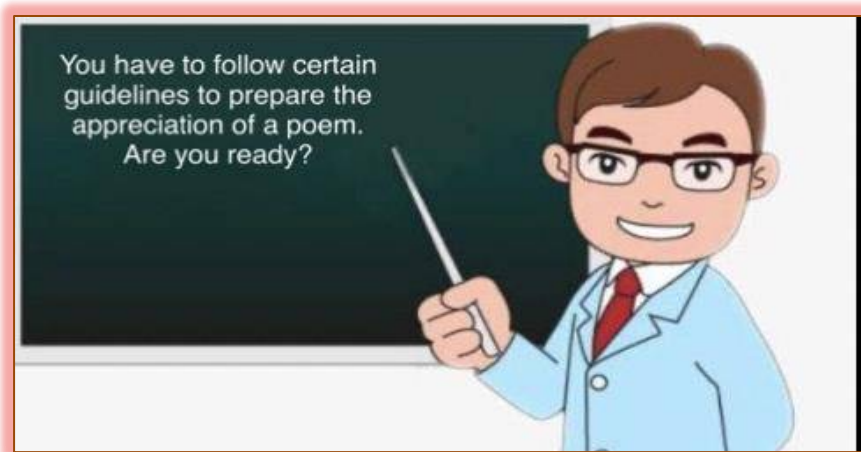 You have to follow certain
guidelines to prepare the
appreciation of a poem.
Are you ready?